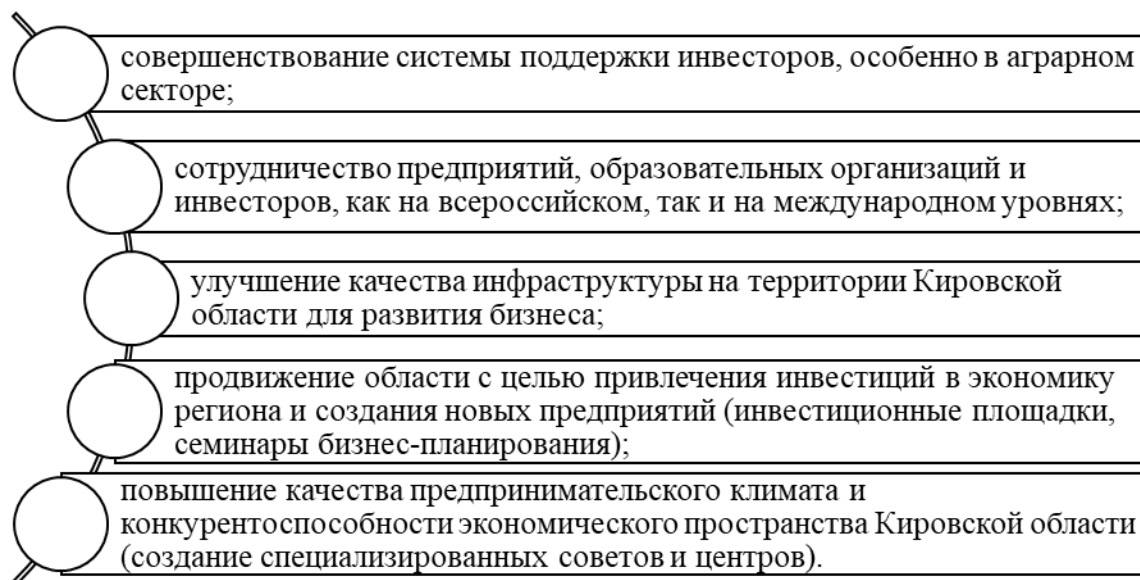 совершенствование системы поддержки инвесторов, особенно в аграрном
секторе;
сотрудничество предприятий, образовательных организаций и
инвесторов, как на всероссийском, так и на международном уровнях;
улучшение качества инфраструктуры на территории Кировской
области для развития бизнеса;
продвижение области с целью привлечения инвестиций в экономику
региона и создания новых предприятий (инвестиционные площадки,
семинары бизнес-планирования);
повышение качества предпринимательского климата и
конкурентоспособности экономического пространства Кировской области
(создание специализированных советов и центров).